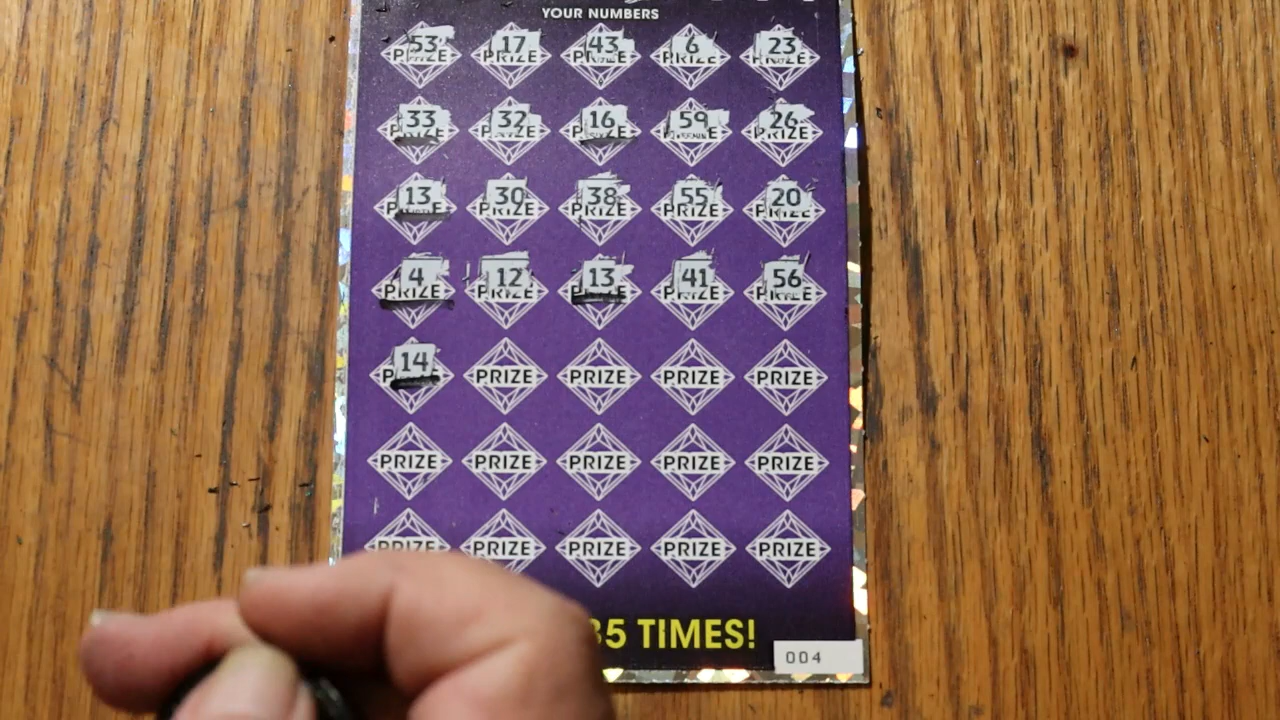 YOUR NUMBERS
53 17 43 6 23
PRIZE PRIZE PRIZE PRIZE PRIZE
33 32 16 59 26
PRIZE PRIZE PRIZE PRIZE PRIZE
13 30 38 55 20
PRIZE PRIZE PRIZE PRIZE PRIZE
4 12 13 41 56
PRIZE PRIZE PRIZE PRIZE PRIZE
14 PRIZE PRIZE PRIZE PRIZE
PRIZE PRIZE PRIZE PRIZE PRIZE
PRIZE PRIZE PRIZE PRIZE PRIZE
35 TIMES!
004